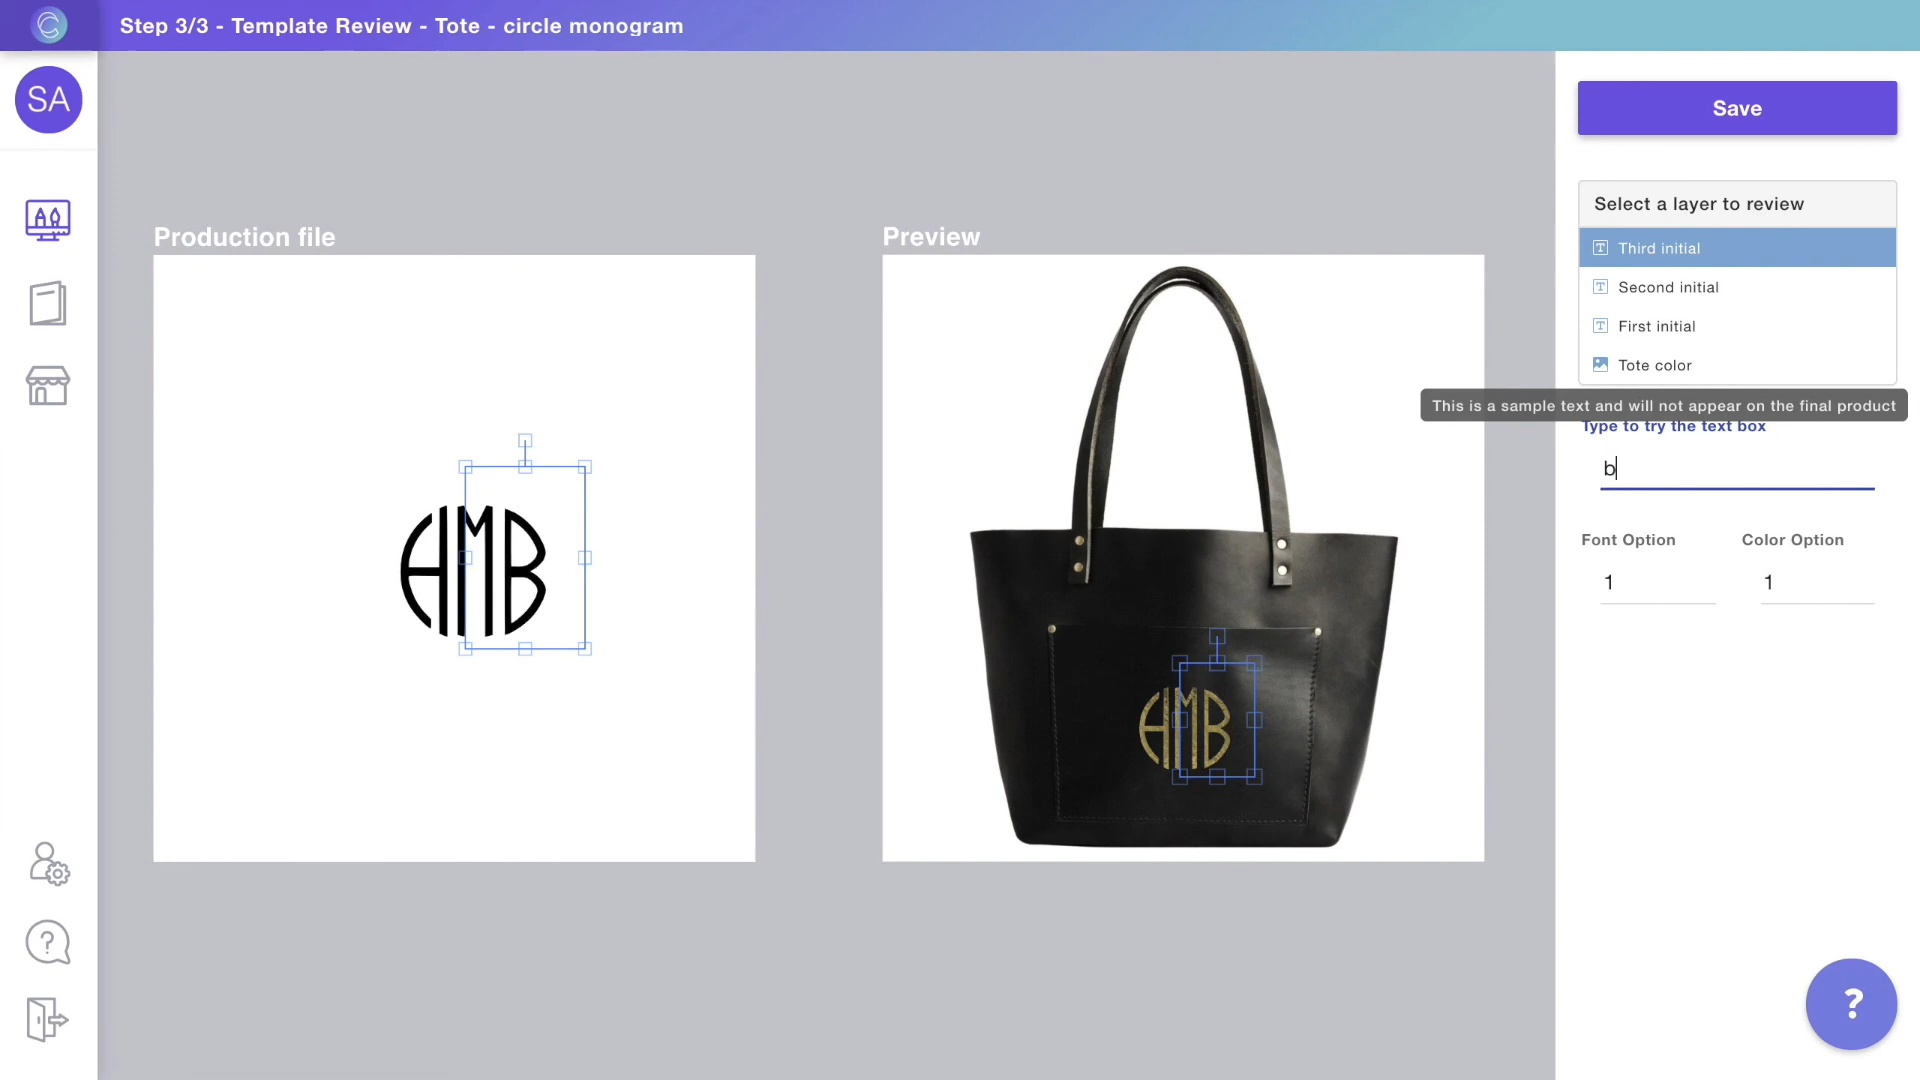 Step 3/3 - Template Review - Tote - circle monogram
SA
Save
Select a layer to review
Third initial
Second initial
First initial
Tote color
This is a sample text and will not appear on the final product
Type to try the text box
b
Font Option
Color Option
1
1
Production file
HMB
Preview
HMB
?